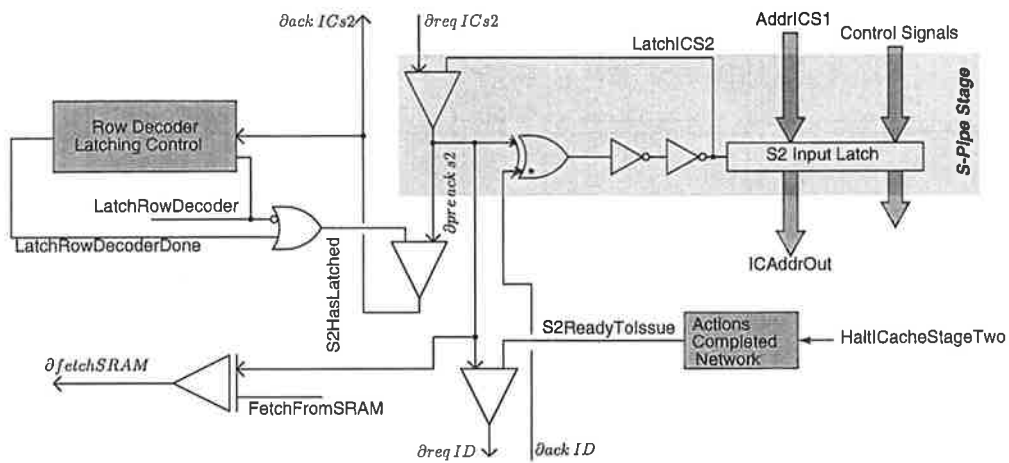 ∂ack ICs2
∂req ICs2
AddrICS1
Control Signals
LatchICS2
S-Pipe Stage
Row Decoder
Latching Control
S2 Input Latch
∂preack s2
LatchRowDecoder
LatchRowDecoderDone
S2HasLatched
ICAddrOut
S2ReadyToIssue
Actions
Completed
Network
HaltICacheStageTwo
∂fetchSRAM
FetchFromSRAM
∂req ID
∂ack ID